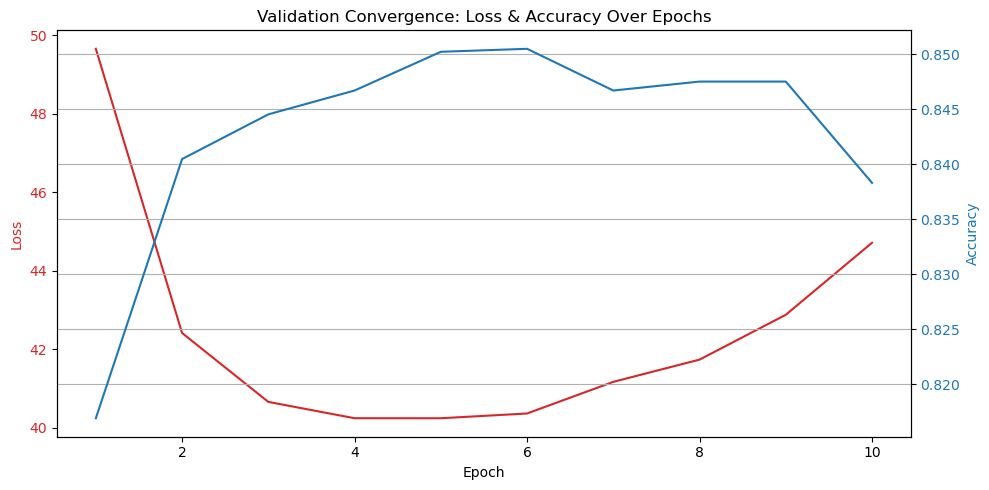 Validation Convergence: Loss & Accuracy Over Epochs
50
48
46
44
42
40
Loss
0.850
0.845
0.840
0.835
0.830
0.825
0.820
Accuracy
2 4 6 8 10
Epoch